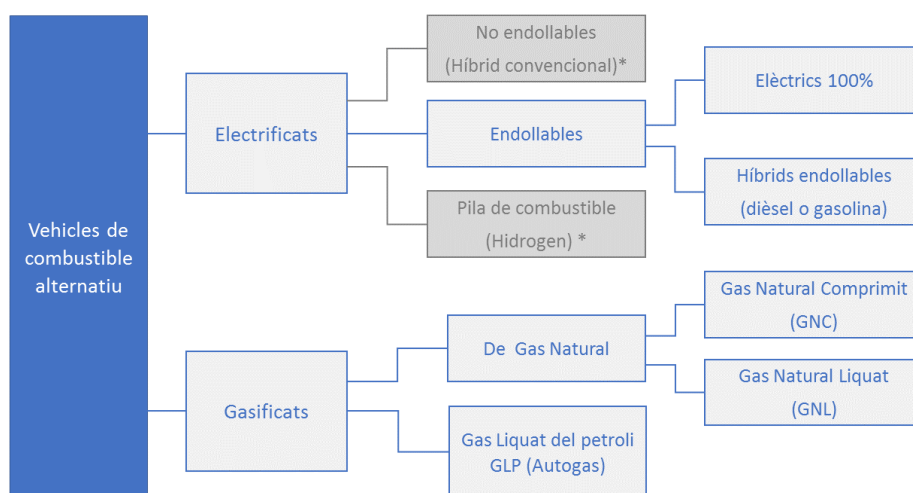 Vehicles de
combustible
alternatiu
Electrificats
No endollables
(Híbrid convencional)*
Endollables
Elèctrics 100%
Híbrids endollables
(dièsel o gasolina)
Pila de combustible
(Hidrogen) *
Gasificats
De Gas Natural
Gas Natural Comprimit
(GNC)
Gas Natural Liquat
(GNL)
Gas Liquat del petroli
GLP (Autogas)